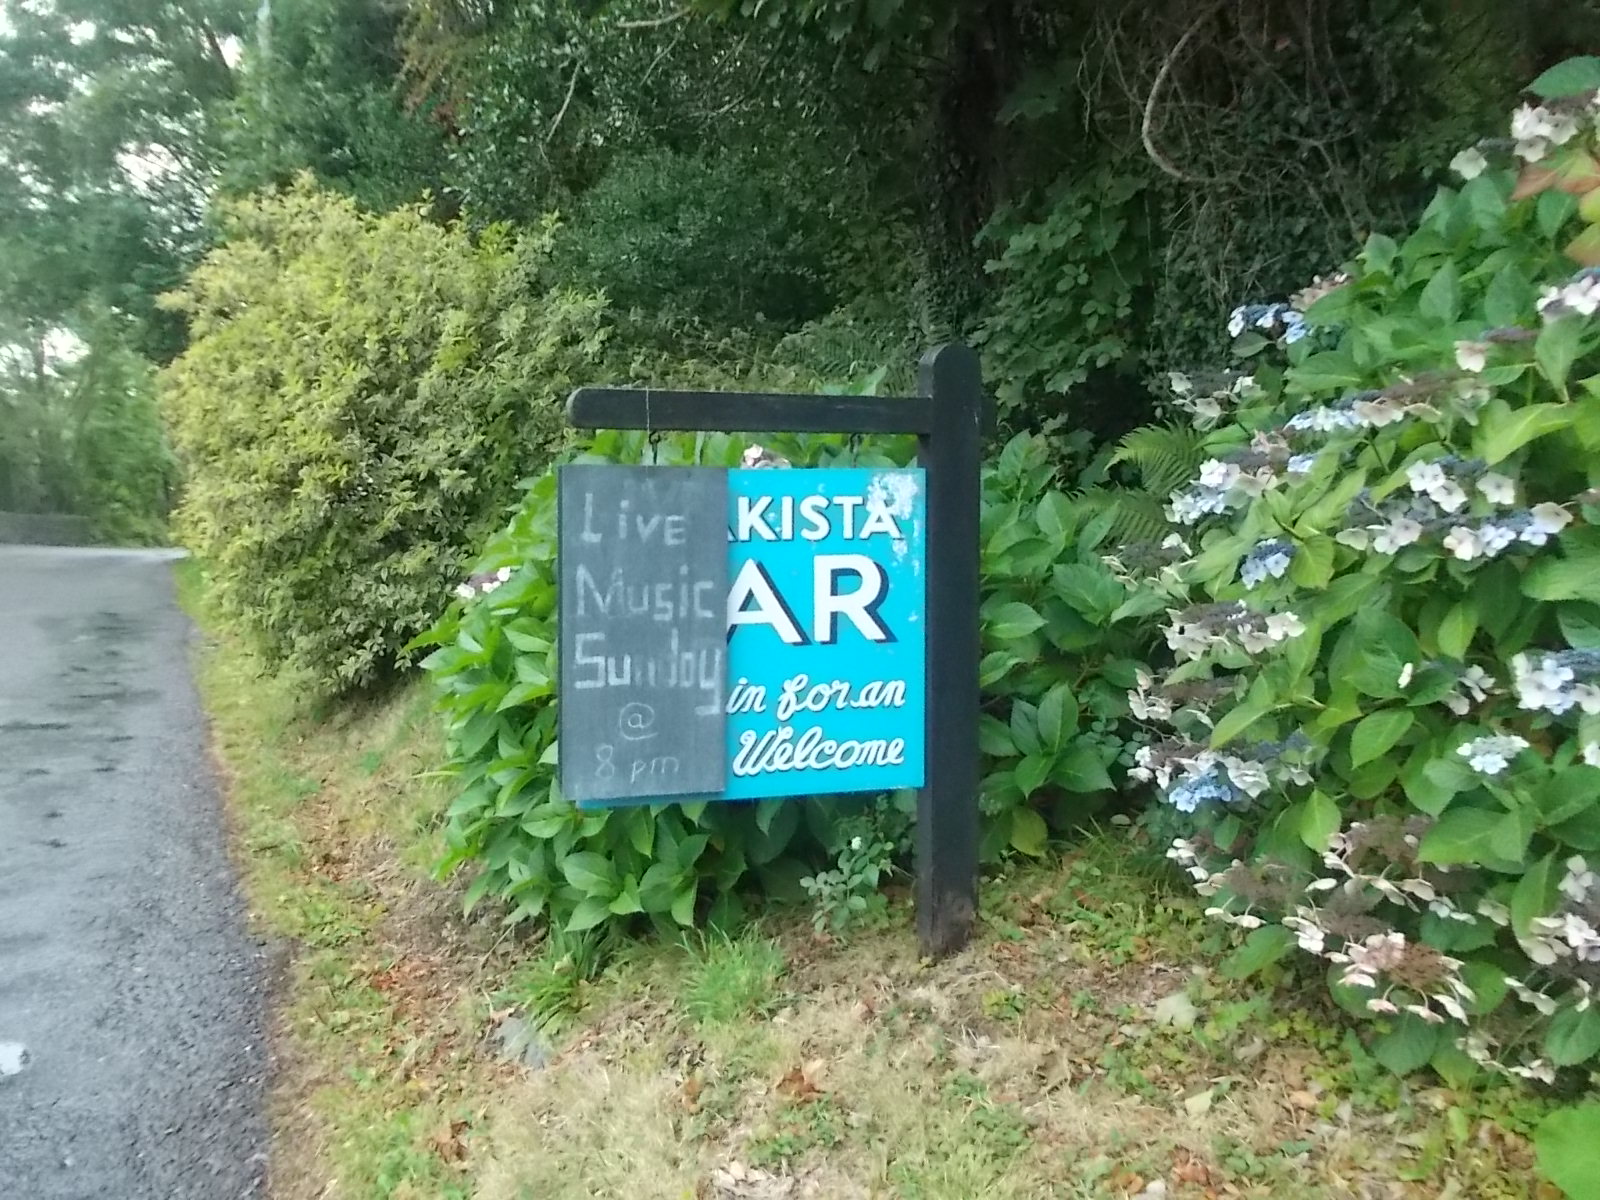 Live
Music
Sunday
@
8 pm
AKISTA
AR
in for an
Welcome